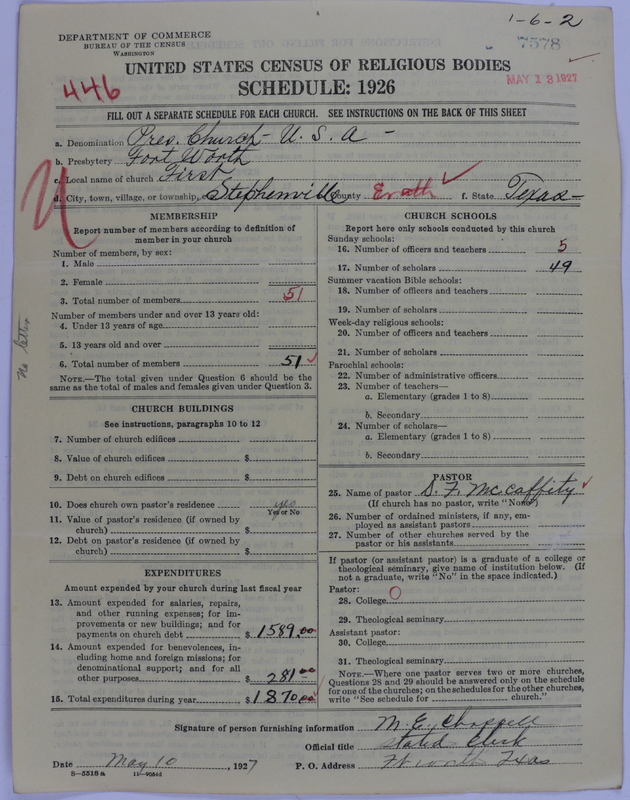 1-6-2
DEPARTMENT OF COMMERCE
BUREAU OF THE CENSUS
WASHINGTON
7578
UNITED STATES CENSUS OF RELIGIOUS BODIES
MAY 13 1927
446
SCHEDULE: 1926
FILL OUT A SEPARATE SCHEDULE FOR EACH CHURCH. SEE INSTRUCTIONS ON THE BACK OF THIS SHEET
a. Denomination Pres. Church - U. S. A -
b. Presbytery Fort Worth
c. Local name of church First
d. City, town, village, or township, Stephenville County Erath f. State Texas -
MEMBERSHIP
Report number of members according to definition of
member in your church
Number of members, by sex:
1. Male
2. Female
3. Total number of members 51
Number of members under and over 13 years old:
4. Under 13 years of age
5. 13 years old and over
6. Total number of members 51
NOTE.—The total given under Question 6 should be the
same as the total of males and females given under Question 3.
No letter
CHURCH BUILDINGS
See instructions, paragraphs 10 to 12
7. Number of church edifices
8. Value of church edifices $
9. Debt on church edifices $
10. Does church own pastor's residence yes
Yes or No
11. Value of pastor's residence (if owned by
church) $
12. Debt on pastor's residence (if owned by
church) $
EXPENDITURES
Amount expended by your church during last fiscal year
13. Amount expended for salaries, repairs,
and other running expenses; for im-
provements or new buildings; and for
payments on church debt $ 1589.00
14. Amount expended for benevolences, in-
cluding home and foreign missions; for
denominational support; and for all
other purposes $ 281.00
15. Total expenditures during year $ 1870.00
CHURCH SCHOOLS
Report here only schools conducted by this church
Sunday schools:
16. Number of officers and teachers 5
17. Number of scholars 49
Summer vacation Bible schools:
18. Number of officers and teachers
19. Number of scholars
Week-day religious schools:
20. Number of officers and teachers
21. Number of scholars
Parochial schools:
22. Number of administrative officers
23. Number of teachers—
a. Elementary (grades 1 to 8)
b. Secondary
24. Number of scholars—
a. Elementary (grades 1 to 8)
b. Secondary
PASTOR
25. Name of pastor S. F. McCaffity
(If church has no pastor, write "None")
26. Number of ordained ministers, if any, em-
ployed as assistant pastors
27. Number of other churches served by the
pastor or his assistants
If pastor (or assistant pastor) is a graduate of a college or
theological seminary, give name of institution below. (If
not a graduate, write "No" in the space indicated.)
Pastor:
28. College O
29. Theological seminary
Assistant pastor:
30. College
31. Theological seminary
NOTE.—Where one pastor serves two or more churches,
Questions 28 and 29 should be answered only on the schedule
for one of the churches; on the schedules for the other churches,
write "See schedule for church."
Signature of person furnishing information M. E. Chappell
Official title Stated Clerk
Date May 10, 1927 P. O. Address Ft Worth Texas
S-5518a